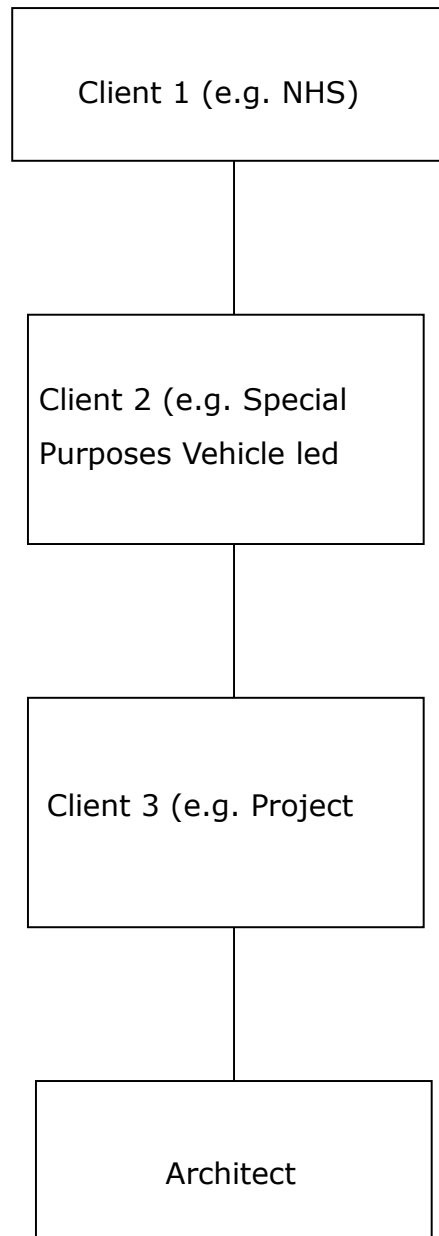 Client 1 (e.g. NHS)
Client 2 (e.g. Special
Purposes Vehicle led
Client 3 (e.g. Project
Architect